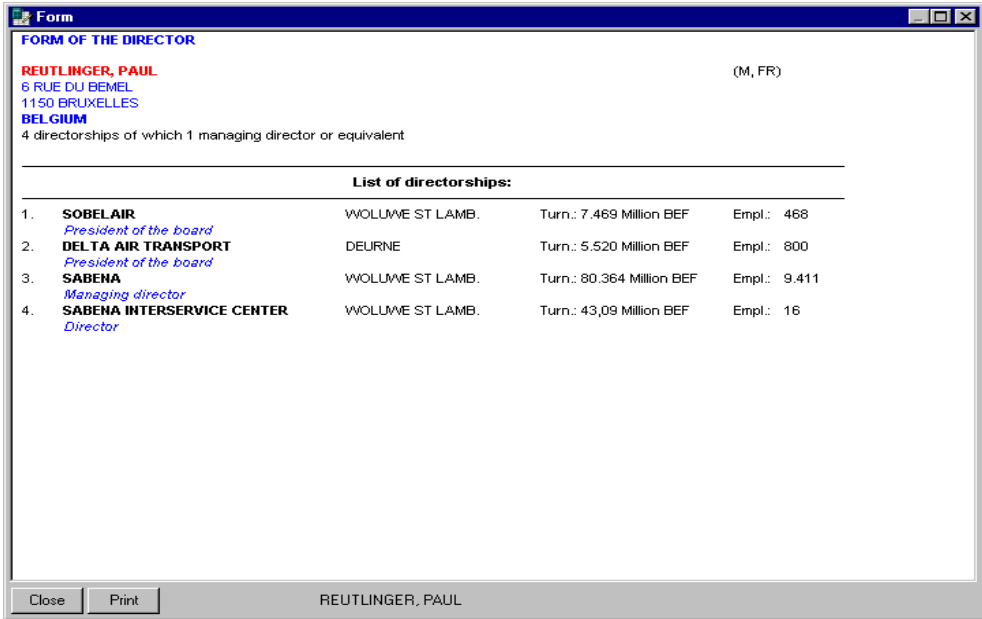 Form
FORM OF THE DIRECTOR
REUTLINGER, PAUL (M, FR)
6 RUE DU BEMEL
1150 BRUXELLES
BELGIUM
4 directorships of which 1 managing director or equivalent
List of directorships:
1. SOBELAIR WOLUWE ST LAMB. Turn.: 7.469 Million BEF Empl.: 468
President of the board
2. DELTA AIR TRANSPORT DEURNE Turn.: 5.520 Million BEF Empl.: 800
President of the board
3. SABENA WOLUWE ST LAMB. Turn.: 80.364 Million BEF Empl.: 9.411
Managing director
4. SABENA INTERSERVICE CENTER WOLUWE ST LAMB. Turn.: 43,09 Million BEF Empl.: 16
Director
Close Print REUTLINGER, PAUL